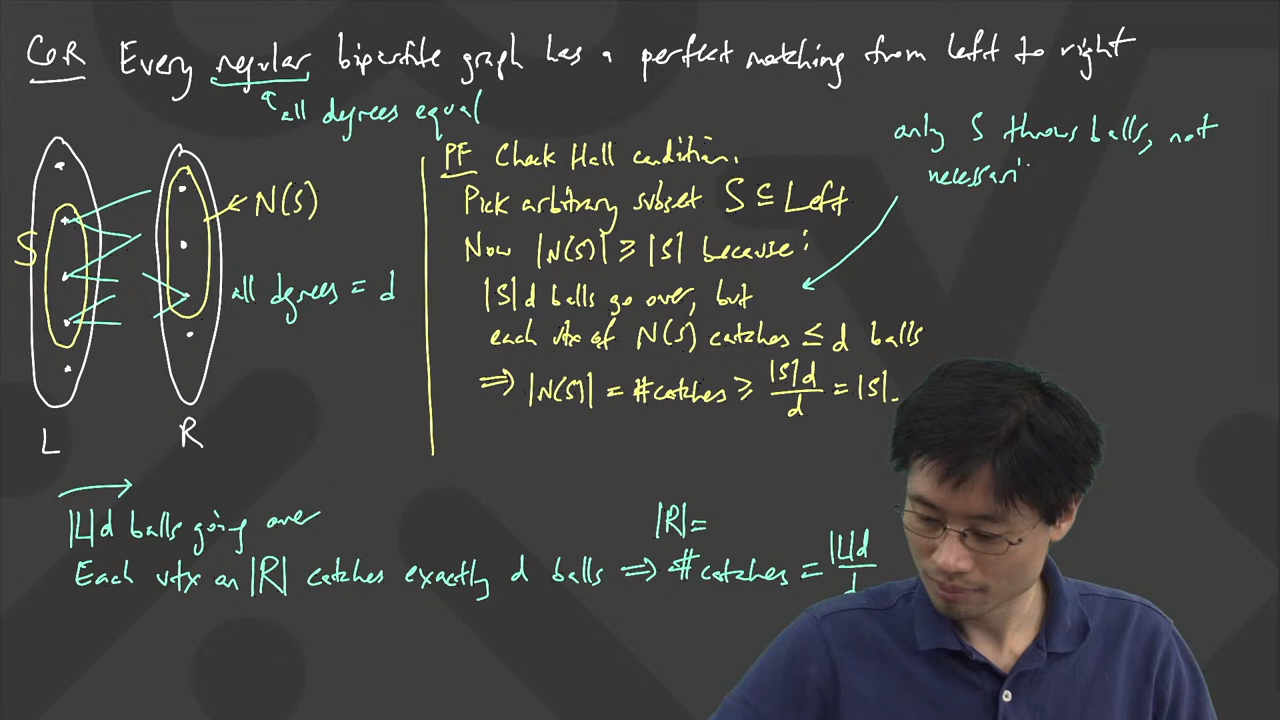 COR Every regular bipartite graph has a perfect matching from left to right
all degrees equal
only S throws balls, not
necessari
PF Check Hall condition.
Pick arbitrary subset S ⊆ Left
Now |N(S)| ≥ |S| because:
|S|d balls go over, but
each vtx of N(S) catches ≤ d balls
⇒ |N(S)| = #catches ≥ |S|d/d = |S|.
N(S)
S
all degrees = d
L
R
|L|d balls going over
|R| =
Each vtx on |R| catches exactly d balls ⇒ #catches = |L|d/d